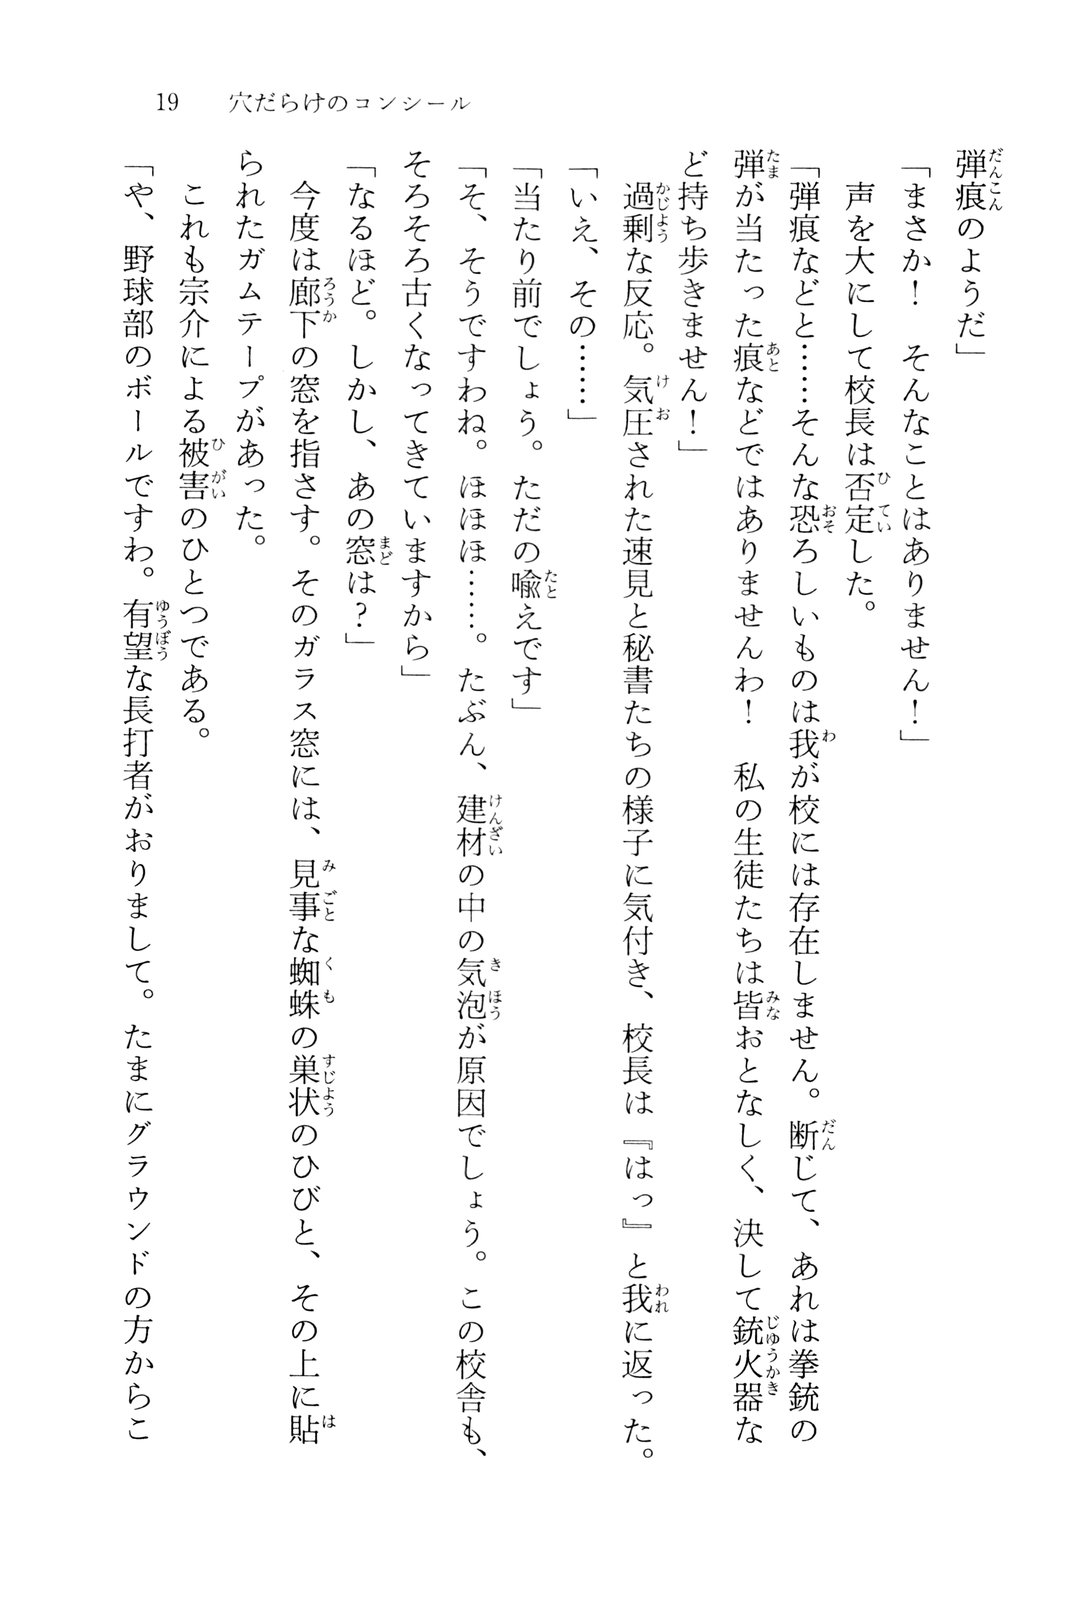 19　穴だらけのコンシール
弾痕のようだ」
「まさか！　そんなことはありません！」
　声を大にして校長は否定した。
「弾痕などと……そんな恐ろしいものは我が校には存在しません。断じて、あれは拳銃の
弾が当たった痕などではありませんわ！　私の生徒たちは皆おとなしく、決して銃火器な
ど持ち歩きません！」
　過剰な反応。気圧された速見と秘書たちの様子に気付き、校長は『はっ』と我に返った。
「いえ、その……」
「当たり前でしょう。ただの喩えです」
「そ、そうですわね。ほほほ……。たぶん、建材の中の気泡が原因でしょう。この校舎も、
そろそろ古くなってきていますから」
「なるほど。しかし、あの窓は？」
　今度は廊下の窓を指さす。そのガラス窓には、見事な蜘蛛の巣状のひびと、その上に貼
られたガムテープがあった。
　これも宗介による被害のひとつである。
「や、野球部のボールですわ。有望な長打者がおりまして。たまにグラウンドの方からこ